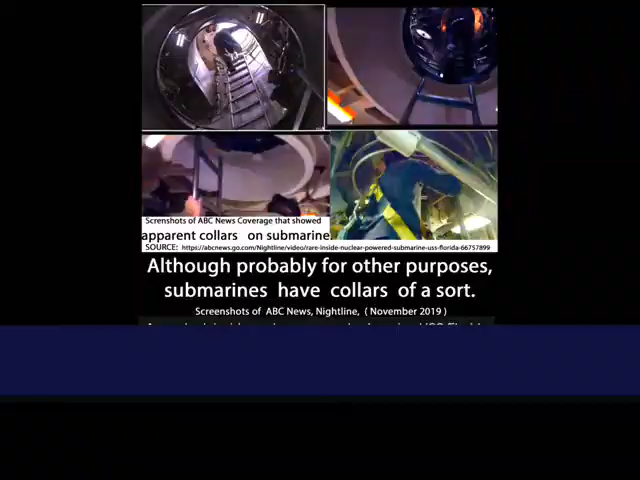 Screnshots of ABC News Coverage that showed
apparent collars on submarine.
SOURCE: https://abcnews.go.com/Nightline/video/rare-inside-nuclear-powered-submarine-uss-florida-66757899
Although probably for other purposes,
submarines have collars of a sort.
Screenshots of ABC News, Nightline, ( November 2019 )